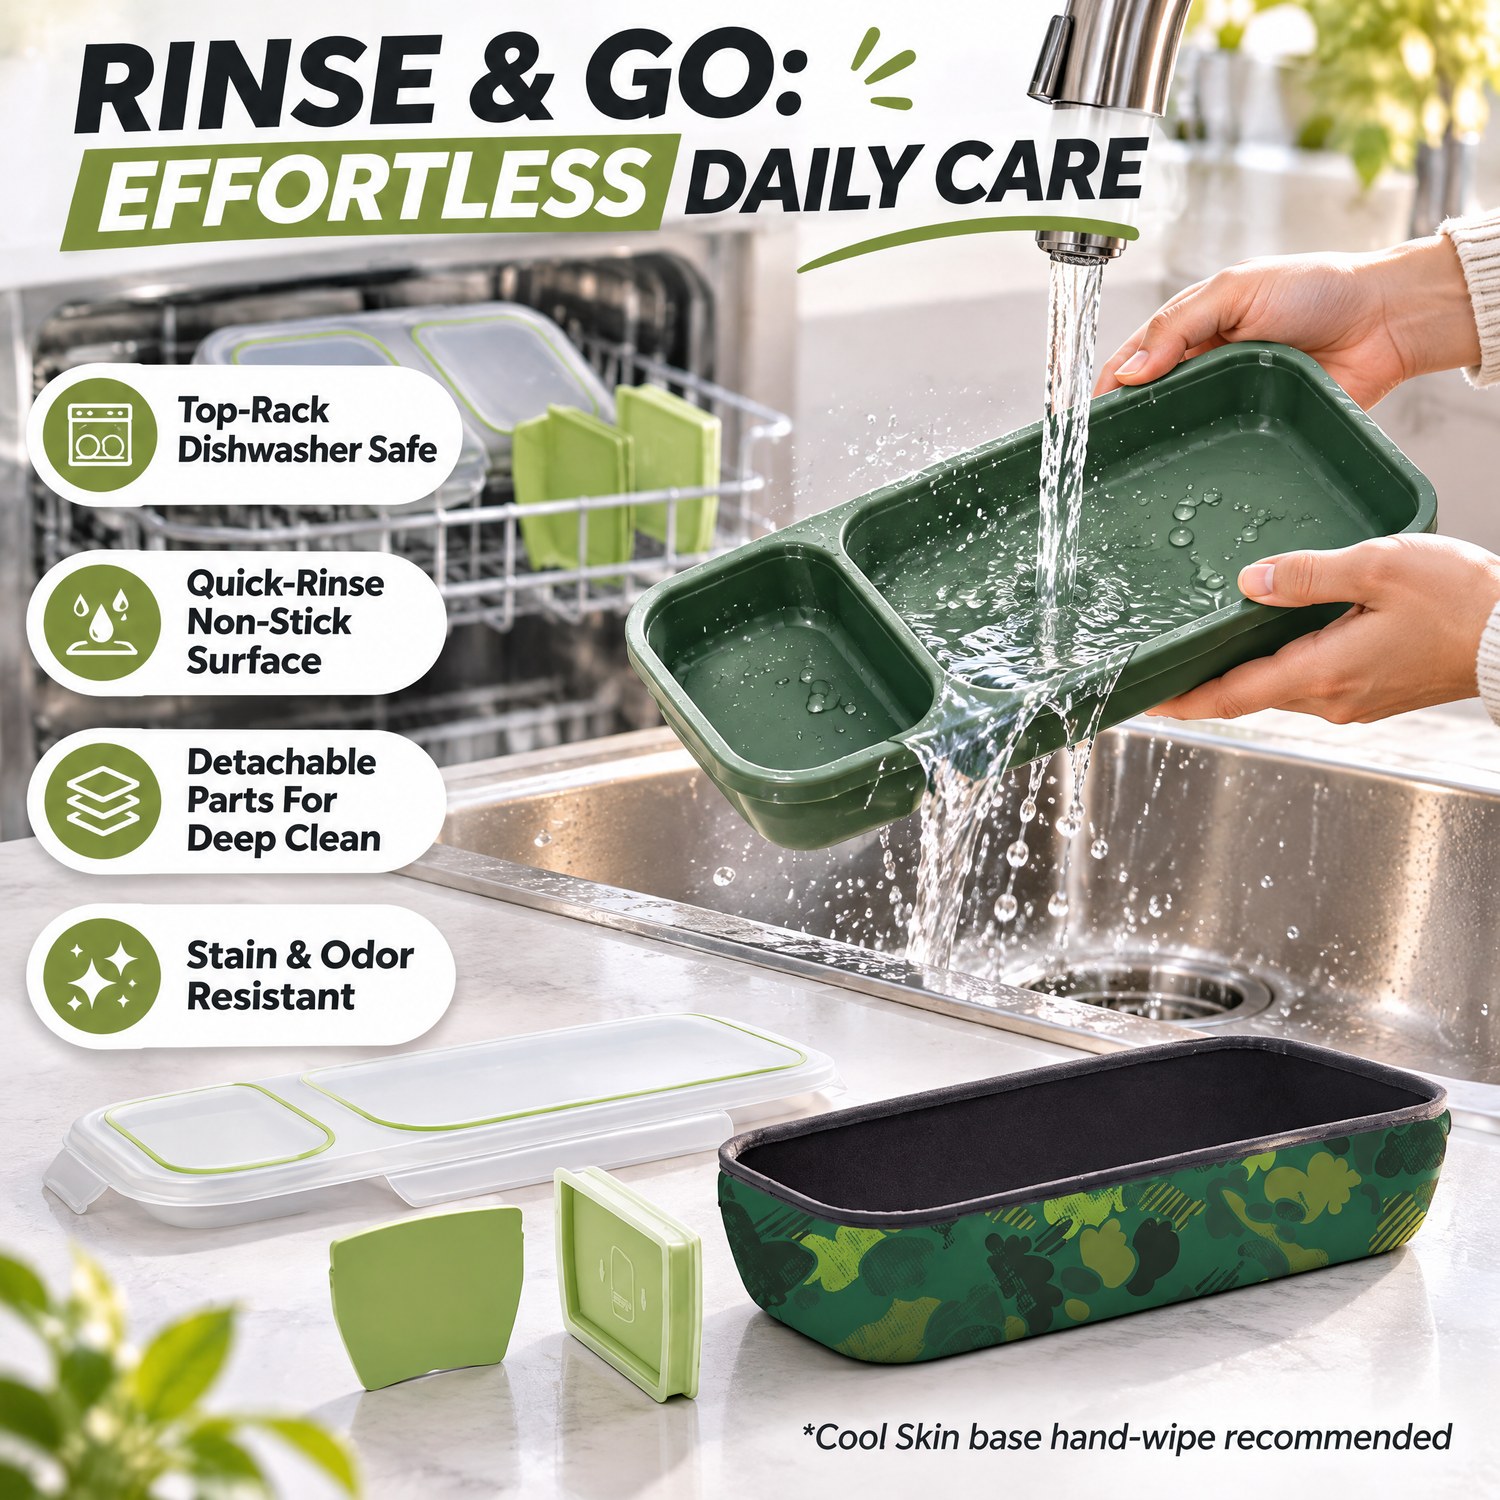 RINSE & GO:
EFFORTLESS DAILY CARE
Top-Rack
Dishwasher Safe
Quick-Rinse
Non-Stick
Surface
Detachable
Parts For
Deep Clean
Stain & Odor
Resistant
*Cool Skin base hand-wipe recommended